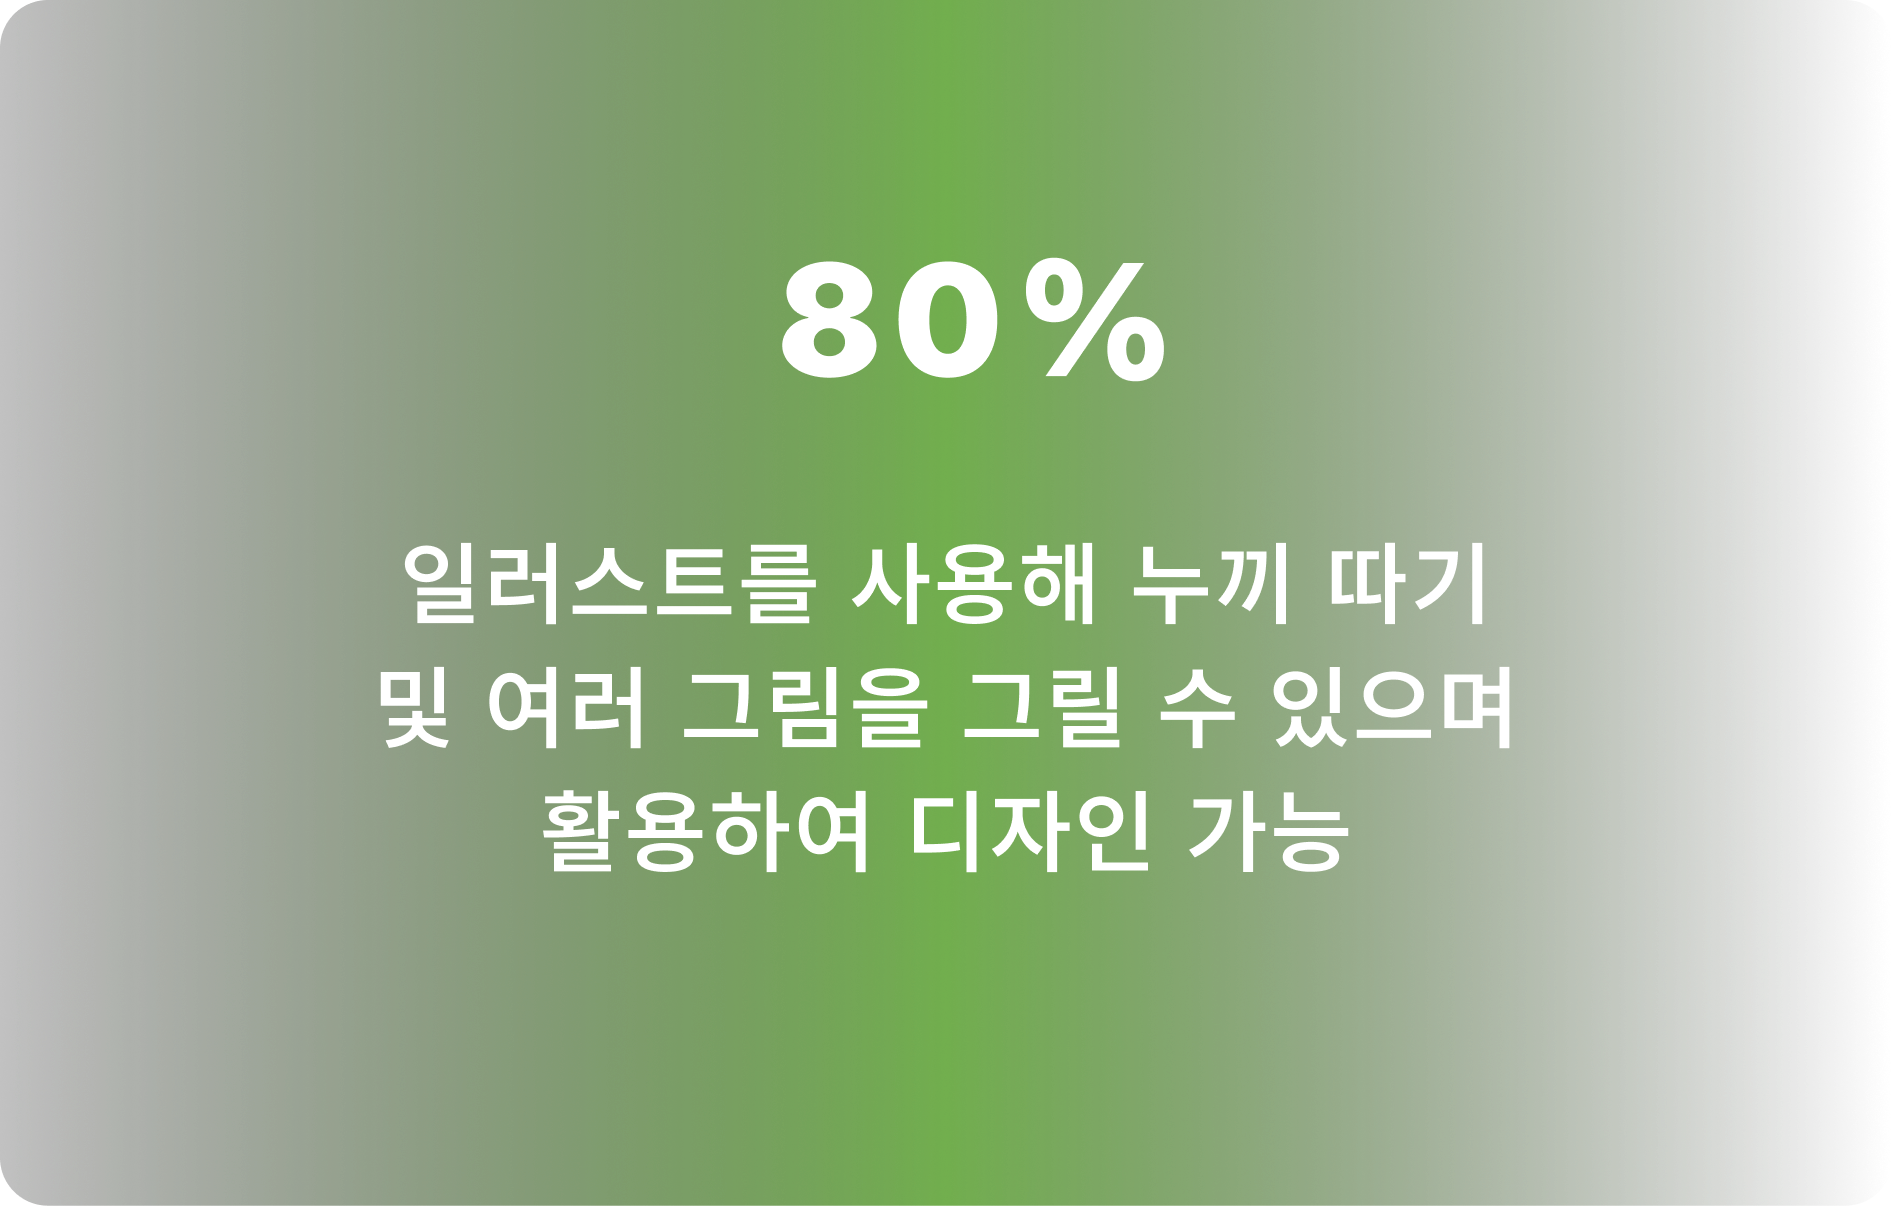 80%
일러스트를 사용해 누끼 따기
및 여러 그림을 그릴 수 있으며
활용하여 디자인 가능